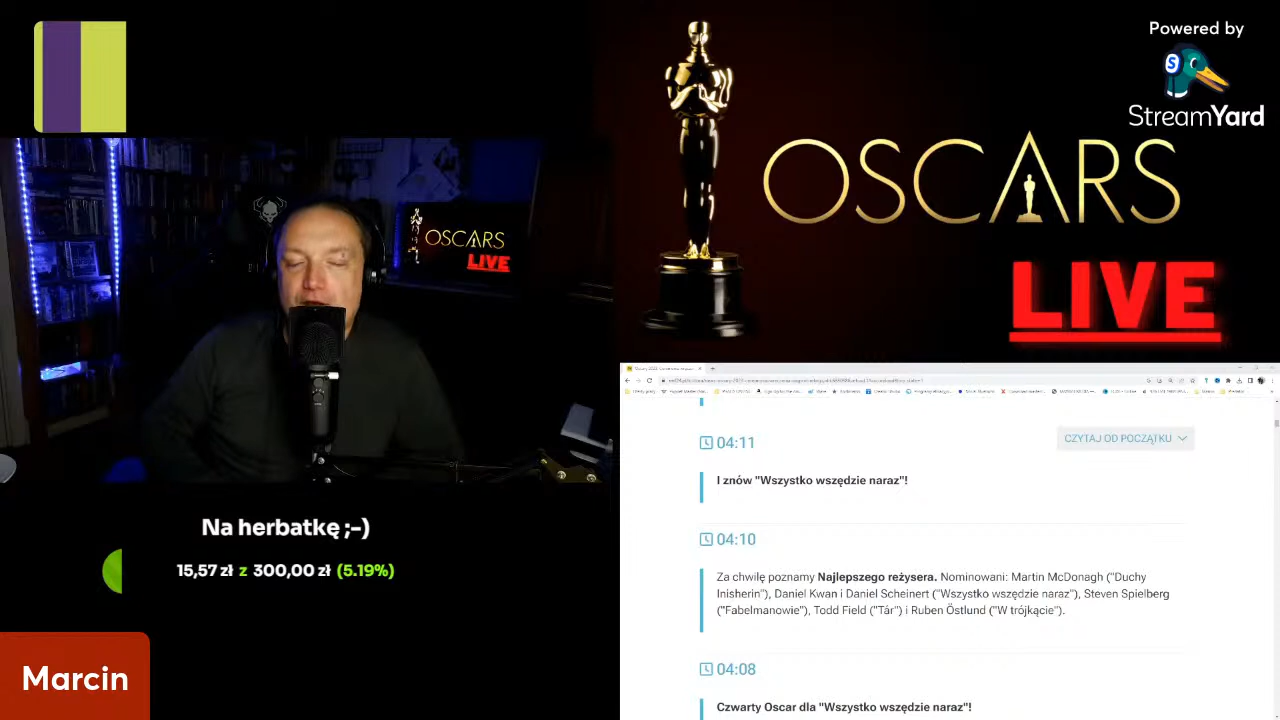 Powered by
StreamYard
OSCARS
LIVE
OSCARS
LIVE
Na herbatkę ;-)
15,57 zł z 300,00 zł (5.19%)
Marcin
04:11
CZYTAJ OD POCZĄTKU
I znów "Wszystko wszędzie naraz"!
04:10
Za chwilę poznamy Najlepszego reżysera. Nominowani: Martin McDonagh ("Duchy
Inisherin"), Daniel Kwan i Daniel Scheinert ("Wszystko wszędzie naraz"), Steven Spielberg
("Fabelmanowie"), Todd Field ("Tár") i Ruben Östlund ("W trójkącie").
04:08
Czwarty Oscar dla "Wszystko wszędzie naraz"!